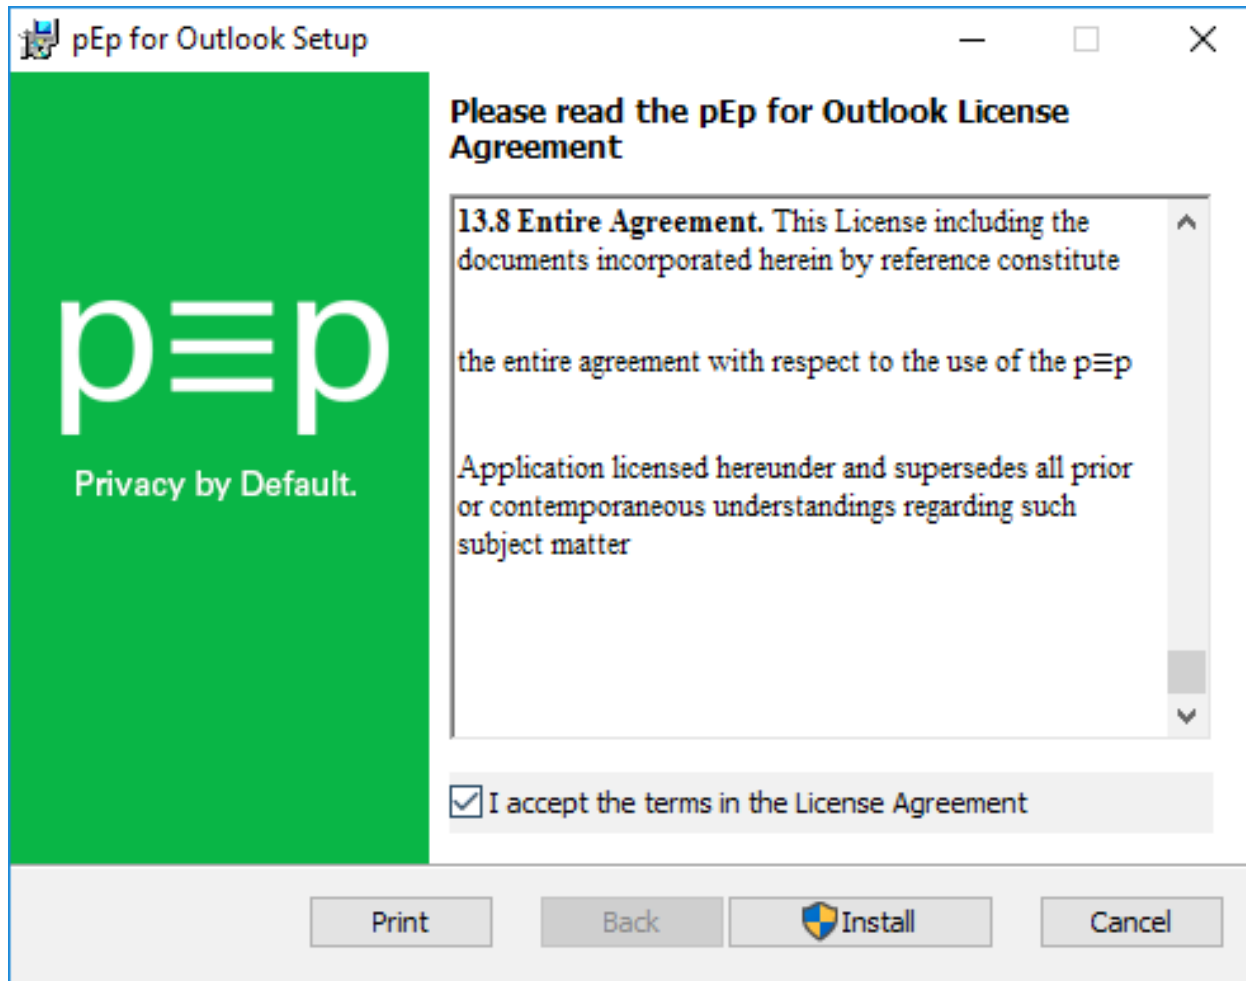 pEp for Outlook Setup
Please read the pEp for Outlook License
Agreement
p≡p
Privacy by Default.
13.8 Entire Agreement. This License including the
documents incorporated herein by reference constitute
the entire agreement with respect to the use of the p≡p
Application licensed hereunder and supersedes all prior
or contemporaneous understandings regarding such
subject matter
I accept the terms in the License Agreement
Print
Back
Install
Cancel